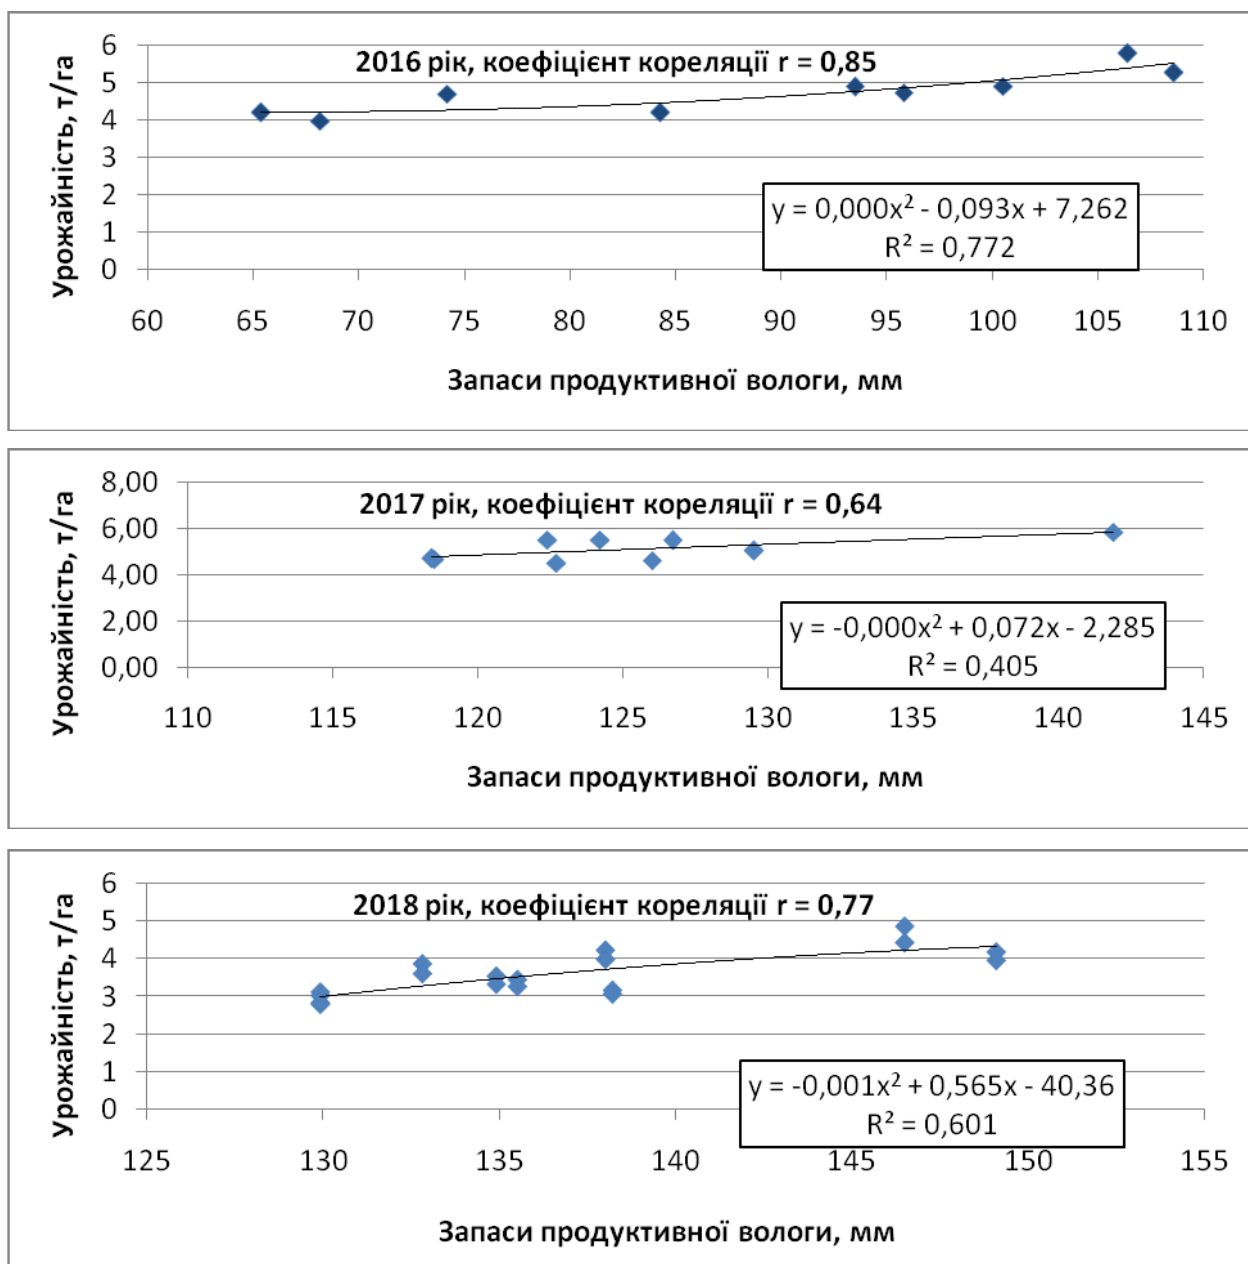 2016 рік, коефіцієнт кореляції r = 0,85
Урожайність, т/га
6
5
4
3
2
1
0
y = 0,000x² - 0,093x + 7,262
R² = 0,772
60 65 70 75 80 85 90 95 100 105 110
Запаси продуктивної вологи, мм
2017 рік, коефіцієнт кореляції r = 0,64
Урожайність, т/га
8,00
6,00
4,00
2,00
0,00
y = -0,000x² + 0,072x - 2,285
R² = 0,405
110 115 120 125 130 135 140 145
Запаси продуктивної вологи, мм
2018 рік, коефіцієнт кореляції r = 0,77
Урожайність, т/га
6
5
4
3
2
1
0
y = -0,001x² + 0,565x - 40,36
R² = 0,601
125 130 135 140 145 150 155
Запаси продуктивної вологи, мм